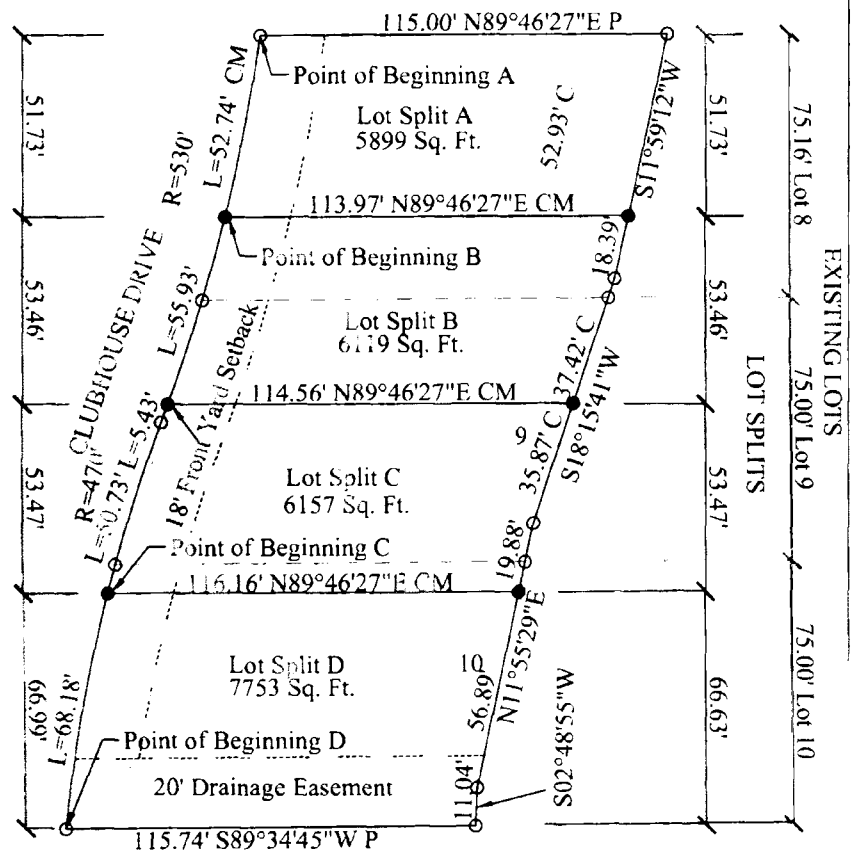 115.00' N89°46'27"E P
Point of Beginning A
Lot Split A
5899 Sq. Ft.
51.73'
L=52.74' CM
R=530'
52.93' C
S11°59'12"W
51.73'
75.16' Lot 8
113.97' N89°46'27"E CM
Point of Beginning B
18.39'
CLUBHOUSE DRIVE
L=55.93'
Lot Split B
6119 Sq. Ft.
53.46'
37.42' C
53.46'
EXISTING LOTS
LOT SPLITS
18' Front Yard Setback
114.56' N89°46'27"E CM
L=5.43'
R=470'
9
35.87' C
S18°15'41"W
75.00' Lot 9
Lot Split C
6157 Sq. Ft.
53.47'
53.47'
Point of Beginning C
19.88'
116.16' N89°46'27"E CM
Lot Split D
7753 Sq. Ft.
10
N11°55'29"E
56.89'
66.99'
L=68.18'
66.63'
75.00' Lot 10
Point of Beginning D
S02°48'55"W
20' Drainage Easement
11.04'
115.74' S89°34'45"W P